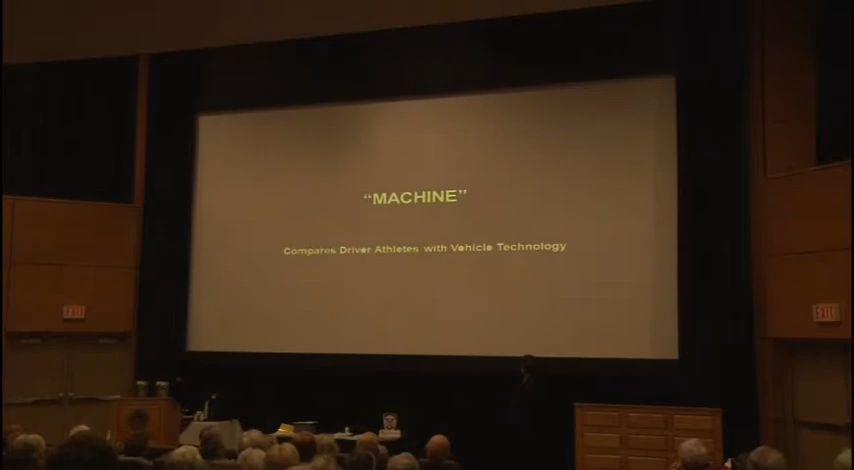 “MACHINE”
Compares Driver Athletes with Vehicle Technology
EXIT
EXIT